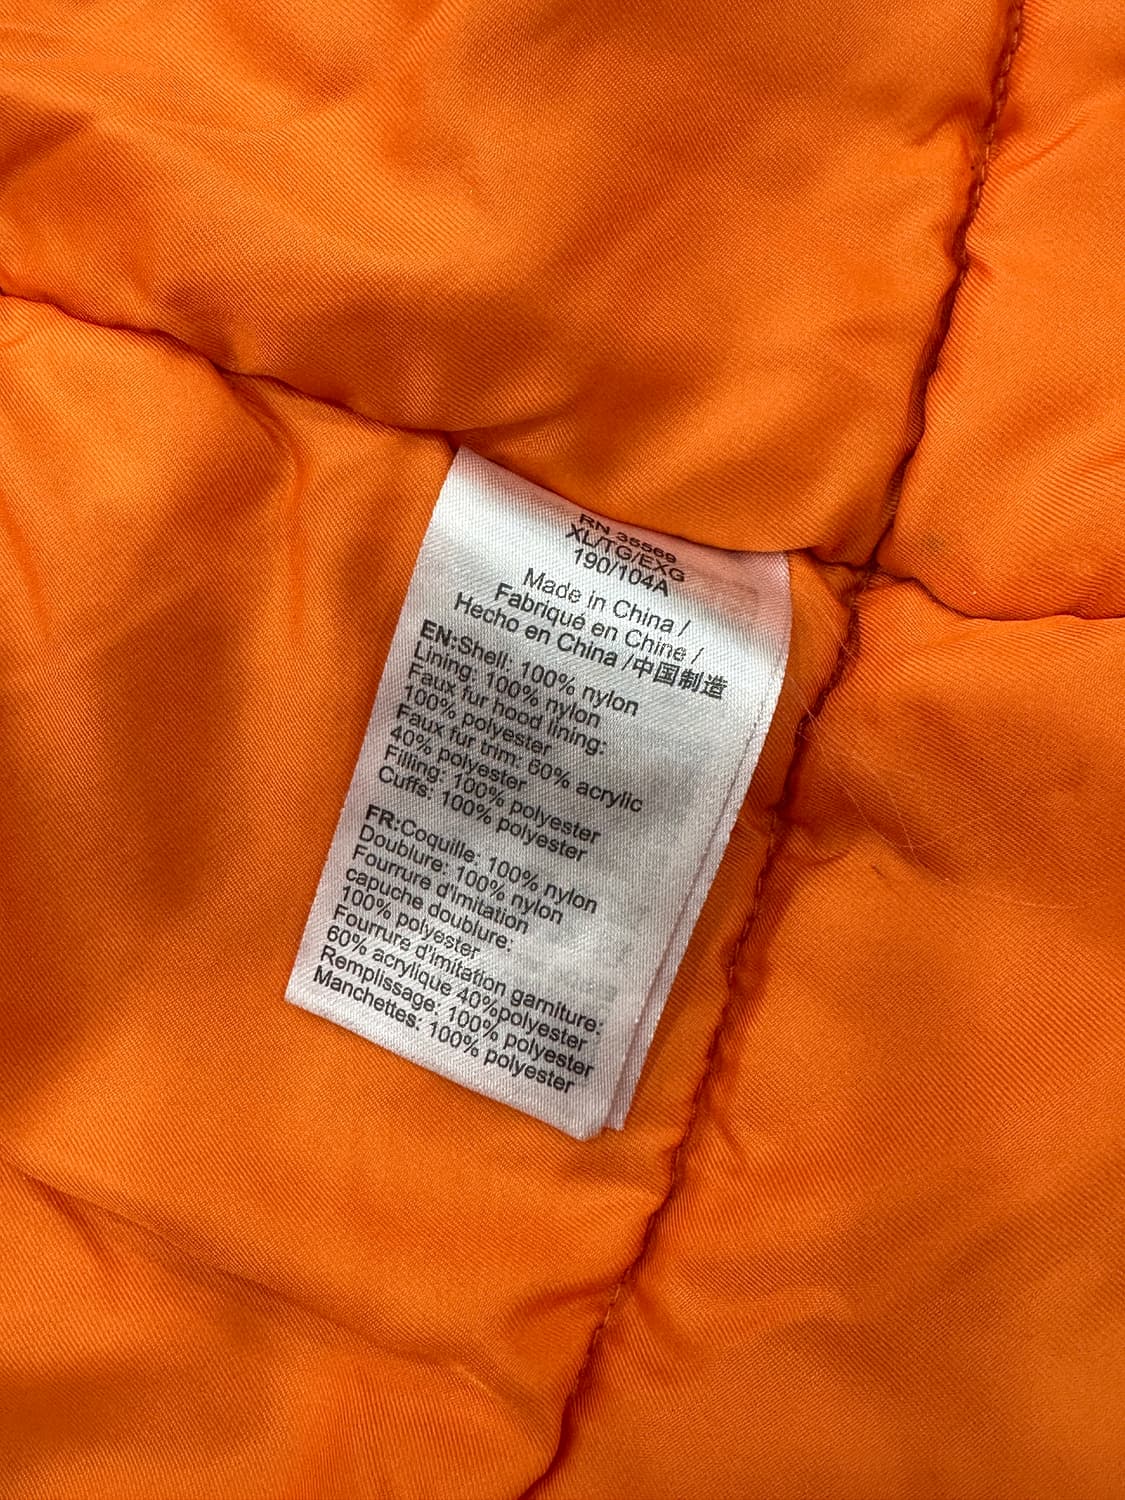 RN 35569
XL/TG/EXG
190/104A
Made in China /
Fabriqué en Chine /
Hecho en China /中国制造
EN:Shell: 100% nylon
Lining: 100% nylon
Faux fur hood lining:
100% polyester
Faux fur trim: 60% acrylic
40% polyester
Filling: 100% polyester
Cuffs: 100% polyester
FR:Coquille: 100% nylon
Doublure: 100% nylon
Fourrure d'imitation
capuche doublure:
100% polyester
Fourrure d'imitation garniture:
60% acrylique 40%polyester
Remplissage: 100% polyester
Manchettes: 100% polyester